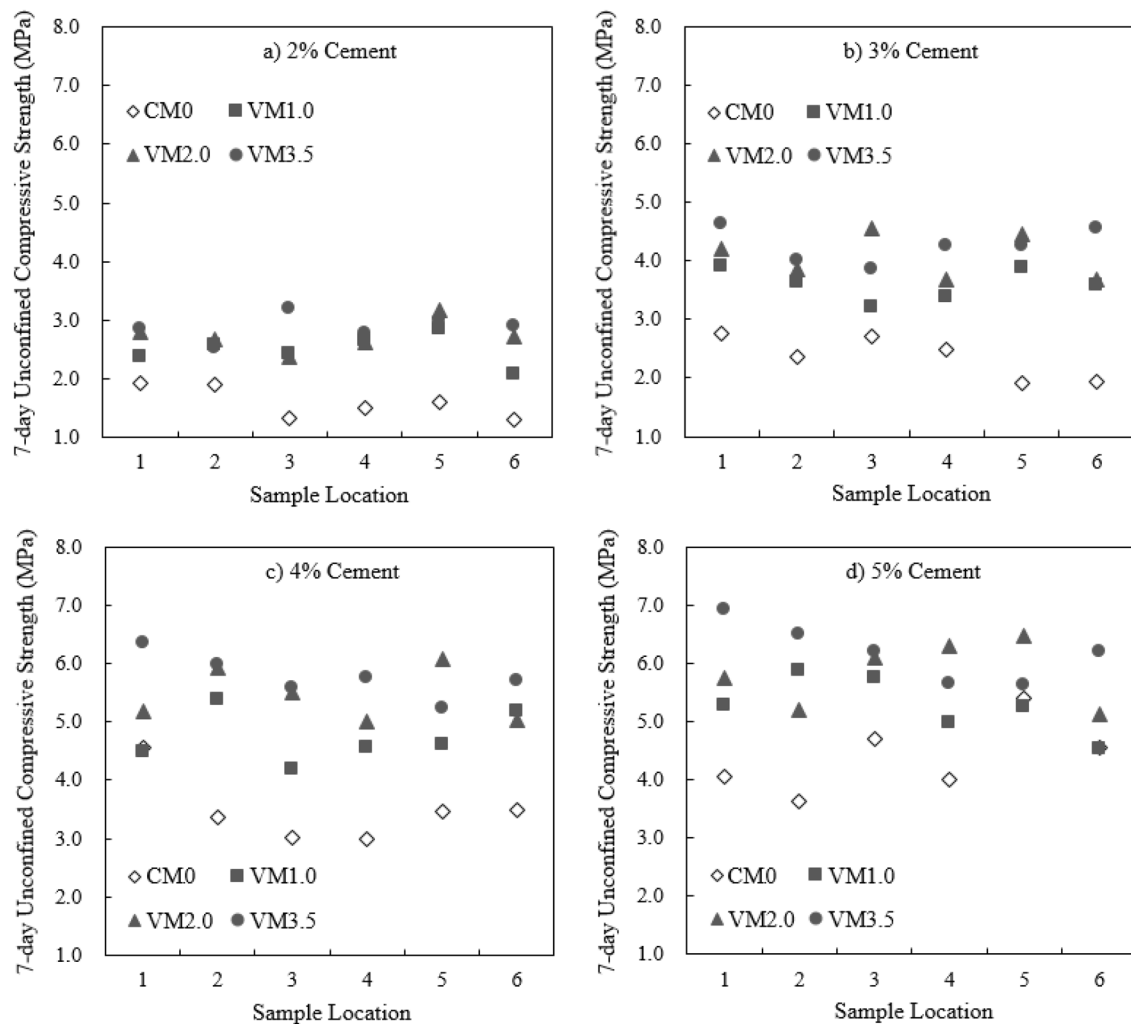 7-day Unconfined Compressive Strength (MPa)
8.0
7.0
6.0
5.0
4.0
3.0
2.0
1.0
a) 2% Cement
CM0 VM1.0
VM2.0 VM3.5
1 2 3 4 5 6
Sample Location
7-day Unconfined Compressive Strength (MPa)
8.0
7.0
6.0
5.0
4.0
3.0
2.0
1.0
b) 3% Cement
CM0 VM1.0
VM2.0 VM3.5
1 2 3 4 5 6
Sample Location
7-day Unconfined Compressive Strength (MPa)
8.0
7.0
6.0
5.0
4.0
3.0
2.0
1.0
c) 4% Cement
CM0 VM1.0
VM2.0 VM3.5
1 2 3 4 5 6
Sample Location
7-day Unconfined Compressive Strength (MPa)
8.0
7.0
6.0
5.0
4.0
3.0
2.0
1.0
d) 5% Cement
CM0 VM1.0
VM2.0 VM3.5
1 2 3 4 5 6
Sample Location